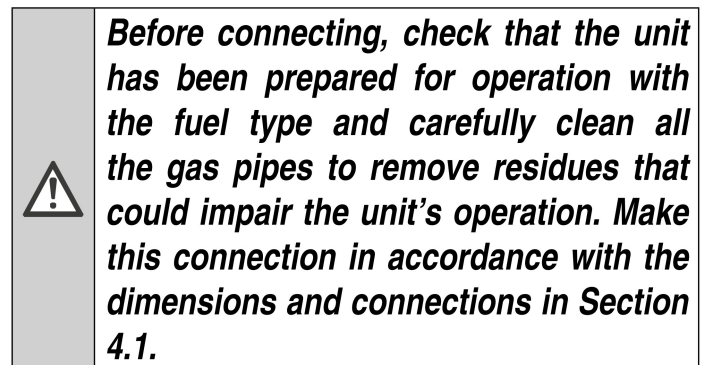 Before connecting, check that the unit
has been prepared for operation with
the fuel type and carefully clean all
the gas pipes to remove residues that
could impair the unit's operation. Make
this connection in accordance with the
dimensions and connections in Section
4.1.